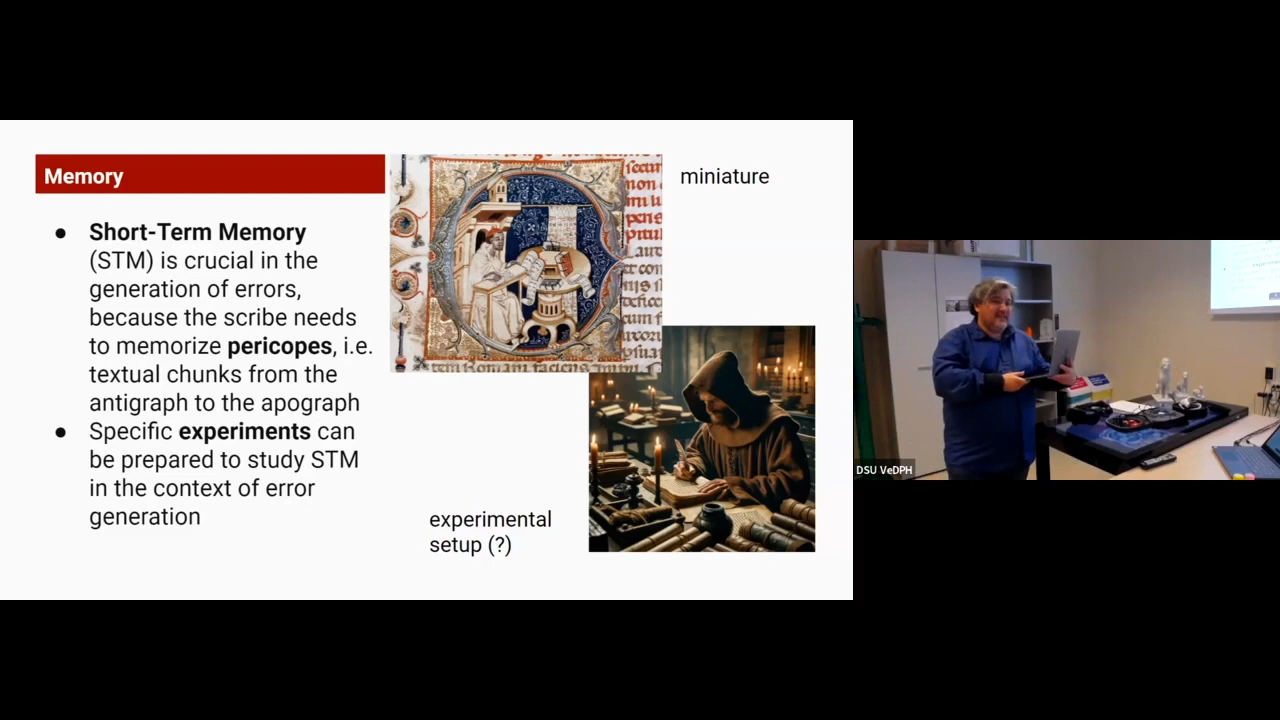 Memory
● Short-Term Memory
(STM) is crucial in the
generation of errors,
because the scribe needs
to memorize pericopes, i.e.
textual chunks from the
antigraph to the apograph
● Specific experiments can
be prepared to study STM
in the context of error
generation
miniature
experimental
setup (?)
DSU VeDPH